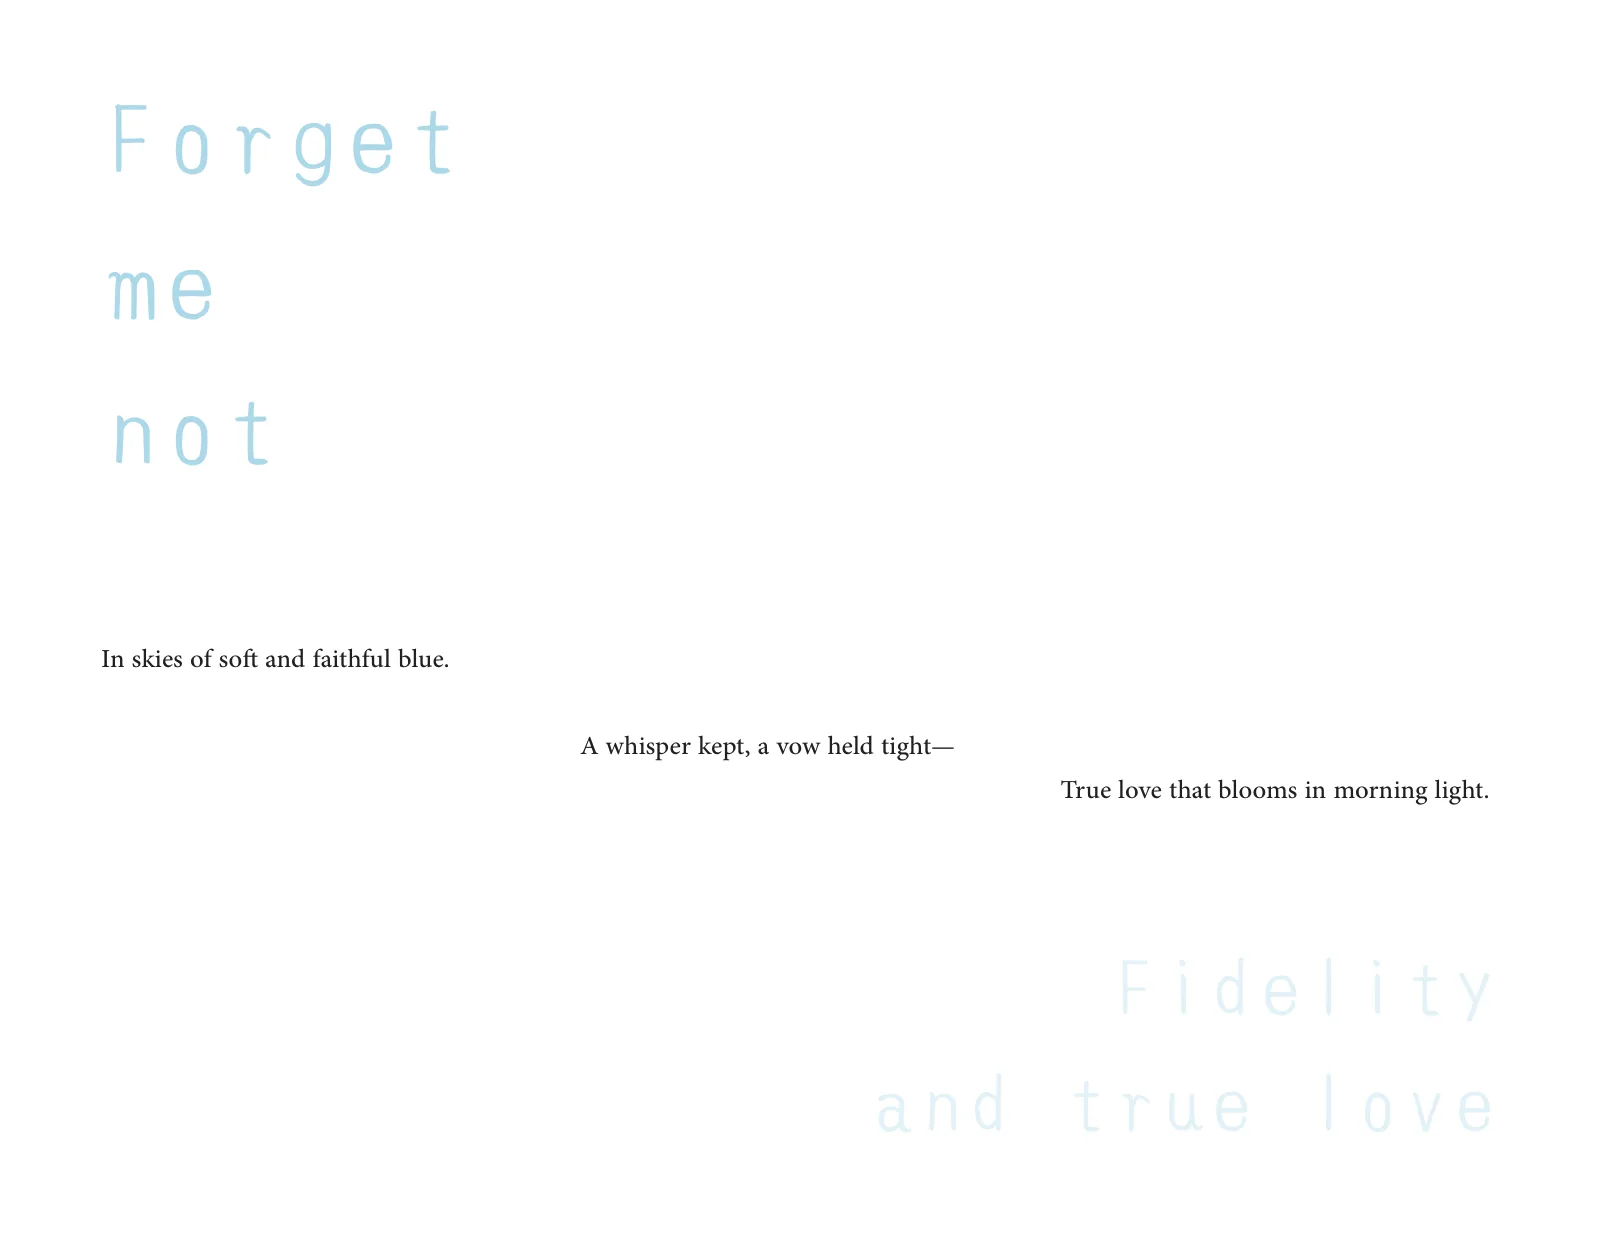 Forget
me
not
In skies of soft and faithful blue.
A whisper kept, a vow held tight—
True love that blooms in morning light.
Fidelity
and true love